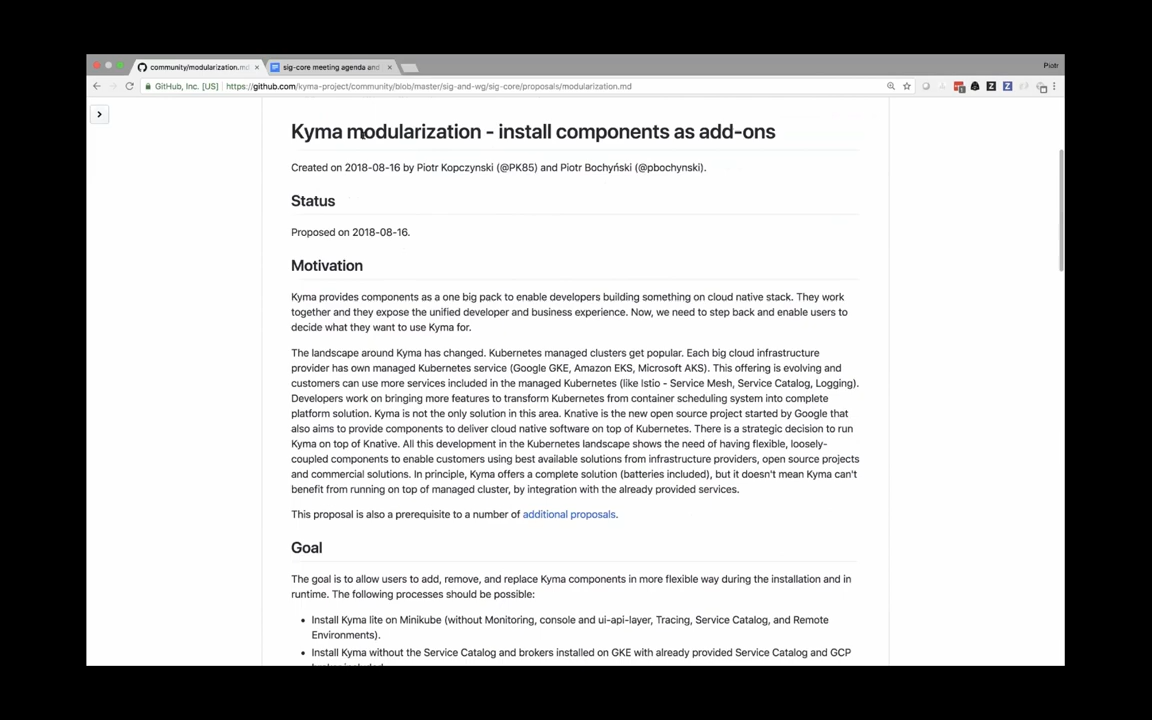 community/modularization.md
sig-core meeting agenda and
Piotr
GitHub, Inc. [US]
https://github.com/kyma-project/community/blob/master/sig-and-wg/sig-core/proposals/modularization.md
Kyma modularization - install components as add-ons
Created on 2018-08-16 by Piotr Kopczynski (@PK85) and Piotr Bochyński (@pbochynski).
Status
Proposed on 2018-08-16.
Motivation
Kyma provides components as a one big pack to enable developers building something on cloud native stack. They work
together and they expose the unified developer and business experience. Now, we need to step back and enable users to
decide what they want to use Kyma for.
The landscape around Kyma has changed. Kubernetes managed clusters get popular. Each big cloud infrastructure
provider has own managed Kubernetes service (Google GKE, Amazon EKS, Microsoft AKS). This offering is evolving and
customers can use more services included in the managed Kubernetes (like Istio - Service Mesh, Service Catalog, Logging).
Developers work on bringing more features to transform Kubernetes from container scheduling system into complete
platform solution. Kyma is not the only solution in this area. Knative is the new open source project started by Google that
also aims to provide components to deliver cloud native software on top of Kubernetes. There is a strategic decision to run
Kyma on top of Knative. All this development in the Kubernetes landscape shows the need of having flexible, loosely-
coupled components to enable customers using best available solutions from infrastructure providers, open source projects
and commercial solutions. In principle, Kyma offers a complete solution (batteries included), but it doesn't mean Kyma can't
benefit from running on top of managed cluster, by integration with the already provided services.
This proposal is also a prerequisite to a number of additional proposals.
Goal
The goal is to allow users to add, remove, and replace Kyma components in more flexible way during the installation and in
runtime. The following processes should be possible:
• Install Kyma lite on Minikube (without Monitoring, console and ui-api-layer, Tracing, Service Catalog, and Remote
Environments).
• Install Kyma without the Service Catalog and brokers installed on GKE with already provided Service Catalog and GCP